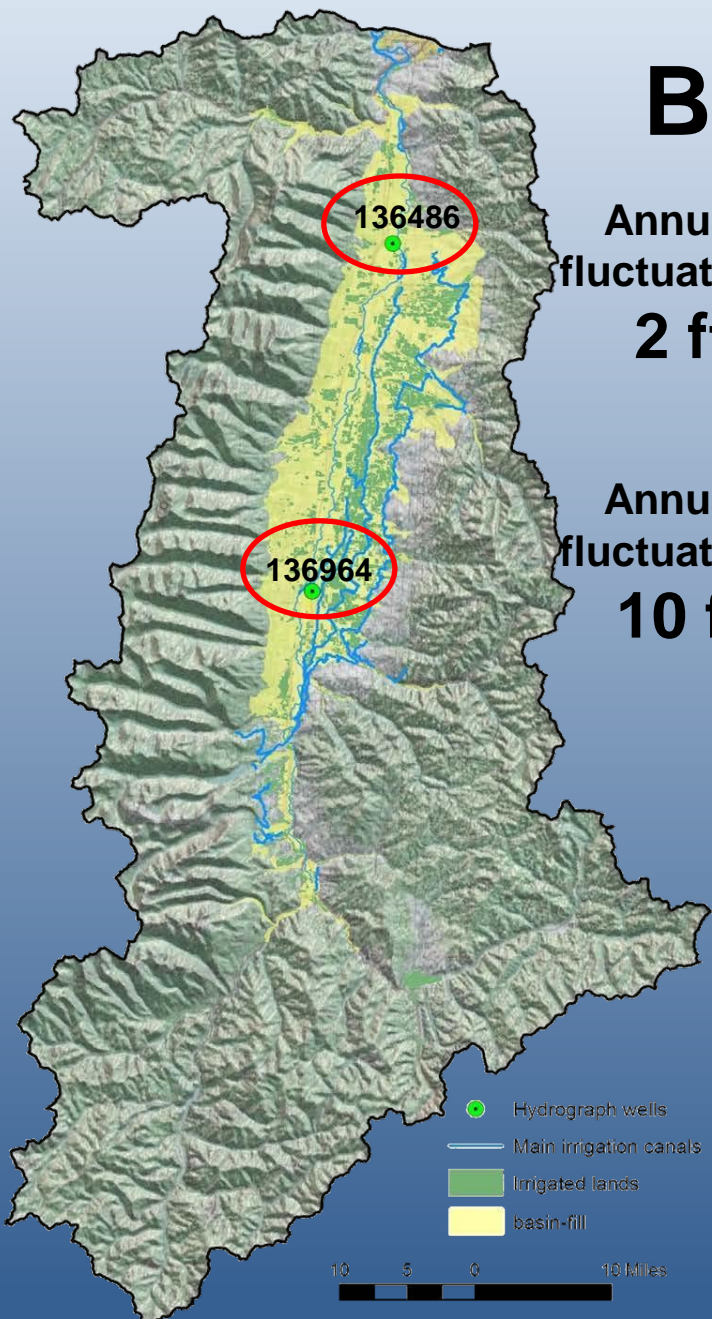 B
136486
Annu
fluctuat
2 f
136964
Annu
fluctuat
10 f
Hydrograph wells
Main irrigation canals
Irrigated lands
basin-fill
10 5 0 10 Miles